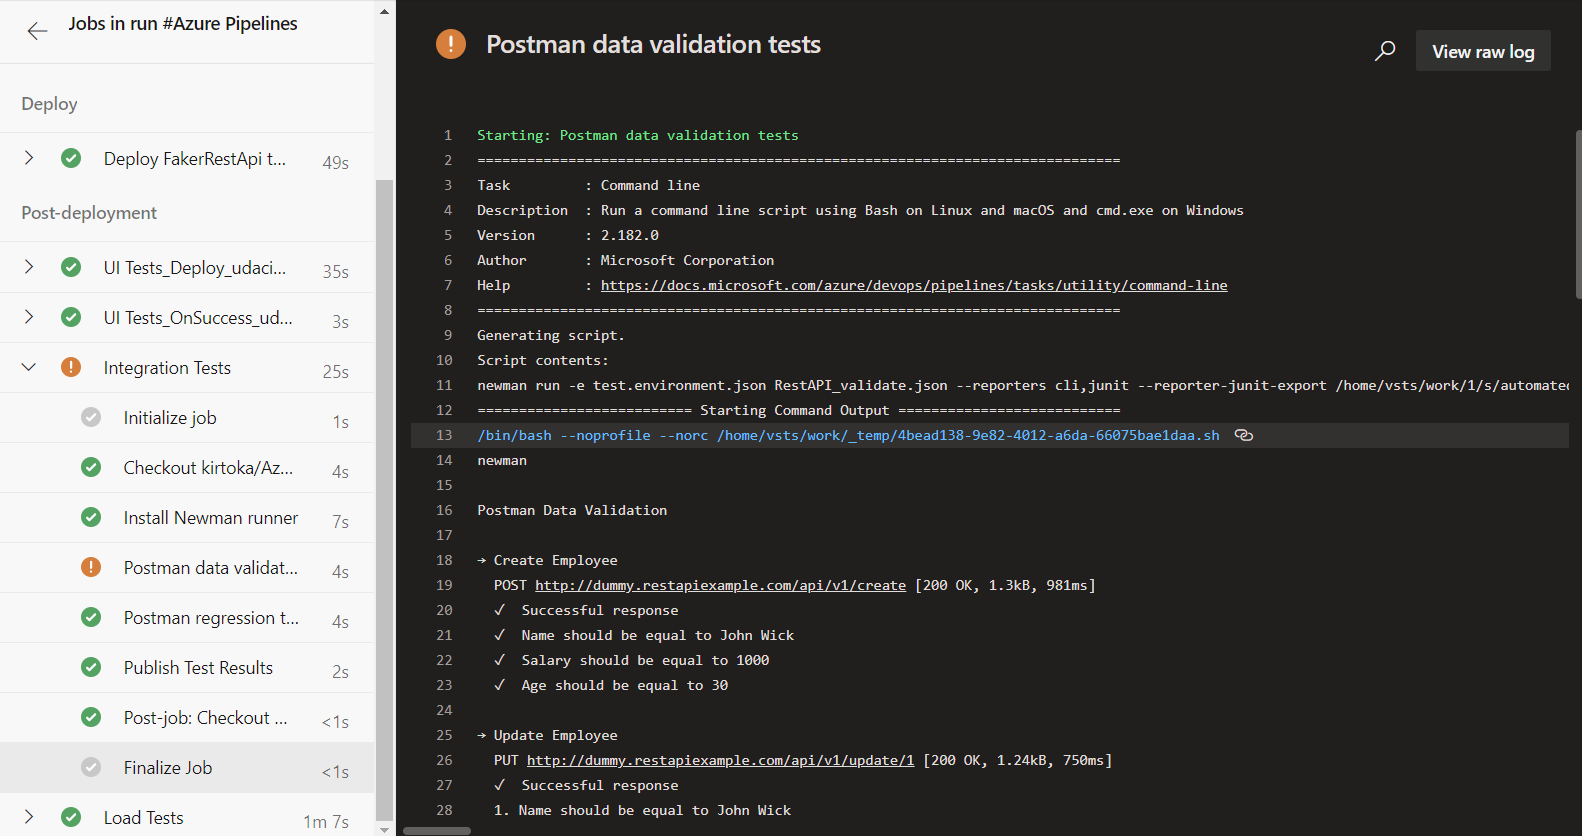 Jobs in run #Azure Pipelines
Deploy
Deploy FakerRestApi t... 49s
Post-deployment
UI Tests_Deploy_udaci... 35s
UI Tests_OnSuccess_ud... 3s
Integration Tests 25s
Initialize job 1s
Checkout kirtoka/Az... 4s
Install Newman runner 7s
Postman data validat... 4s
Postman regression t... 4s
Publish Test Results 2s
Post-job: Checkout ... <1s
Finalize Job <1s
Load Tests 1m 7s
Postman data validation tests
View raw log
1 Starting: Postman data validation tests
2 ==============================================================================
3 Task : Command line
4 Description : Run a command line script using Bash on Linux and macOS and cmd.exe on Windows
5 Version : 2.182.0
6 Author : Microsoft Corporation
7 Help : https://docs.microsoft.com/azure/devops/pipelines/tasks/utility/command-line
8 ==============================================================================
9 Generating script.
10 Script contents:
11 newman run -e test.environment.json RestAPI_validate.json --reporters cli,junit --reporter-junit-export /home/vsts/work/1/s/automated
12 ========================== Starting Command Output ===========================
13 /bin/bash --noprofile --norc /home/vsts/work/_temp/4bead138-9e82-4012-a6da-66075bae1daa.sh
14 newman
15
16 Postman Data Validation
17
18 → Create Employee
19 POST http://dummy.restapiexample.com/api/v1/create [200 OK, 1.3kB, 981ms]
20 √ Successful response
21 √ Name should be equal to John Wick
22 √ Salary should be equal to 1000
23 √ Age should be equal to 30
24
25 → Update Employee
26 PUT http://dummy.restapiexample.com/api/v1/update/1 [200 OK, 1.24kB, 750ms]
27 √ Successful response
28 1. Name should be equal to John Wick